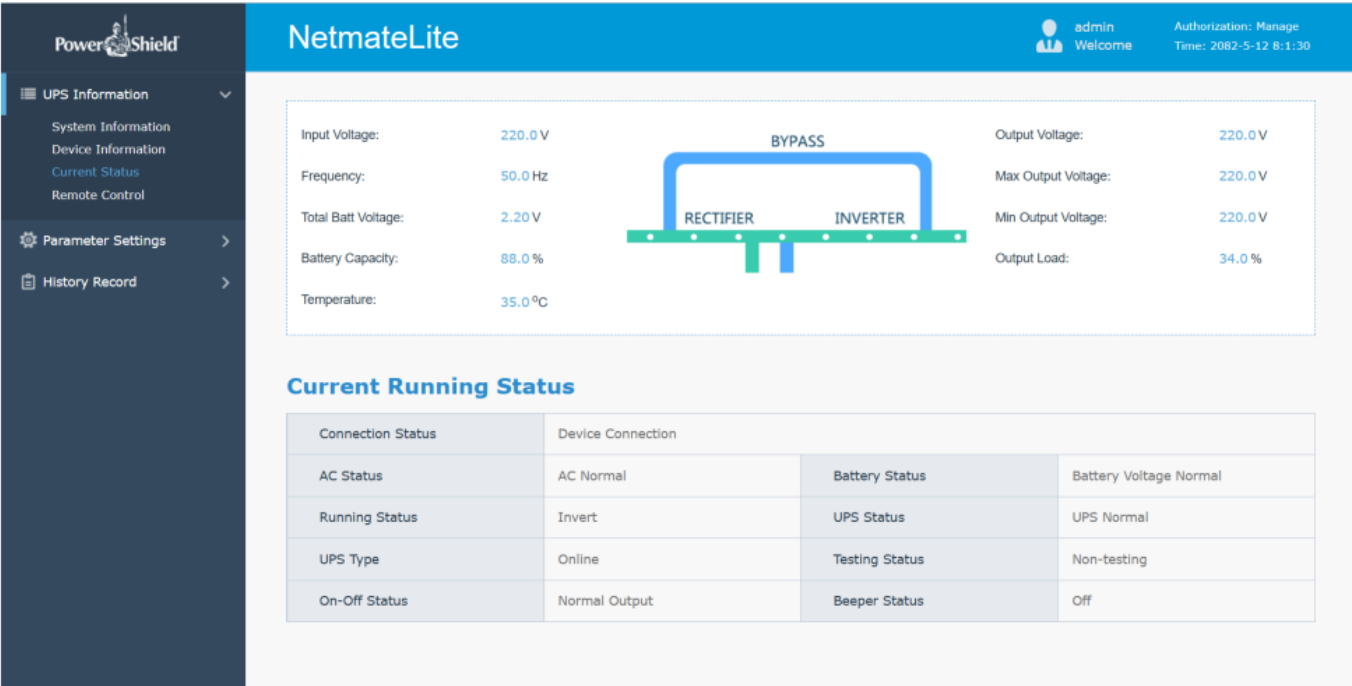 PowerShield
NetmateLite
admin
Welcome
Authorization: Manage
Time: 2082-5-12 8:1:30
UPS Information
System Information
Device Information
Current Status
Remote Control
Parameter Settings
History Record
Input Voltage: 220.0 V
Frequency: 50.0 Hz
Total Batt Voltage: 2.20 V
Battery Capacity: 88.0 %
Temperature: 35.0 ºC
BYPASS
RECTIFIER INVERTER
Output Voltage: 220.0 V
Max Output Voltage: 220.0 V
Min Output Voltage: 220.0 V
Output Load: 34.0 %
Current Running Status
Connection Status Device Connection
AC Status AC Normal Battery Status Battery Voltage Normal
Running Status Invert UPS Status UPS Normal
UPS Type Online Testing Status Non-testing
On-Off Status Normal Output Beeper Status Off